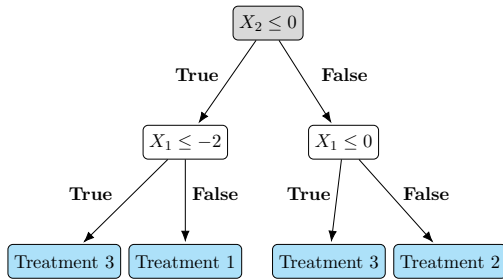 X₂ ≤ 0
True
False
X₁ ≤ −2
X₁ ≤ 0
True
False
True
False
Treatment 3
Treatment 1
Treatment 3
Treatment 2